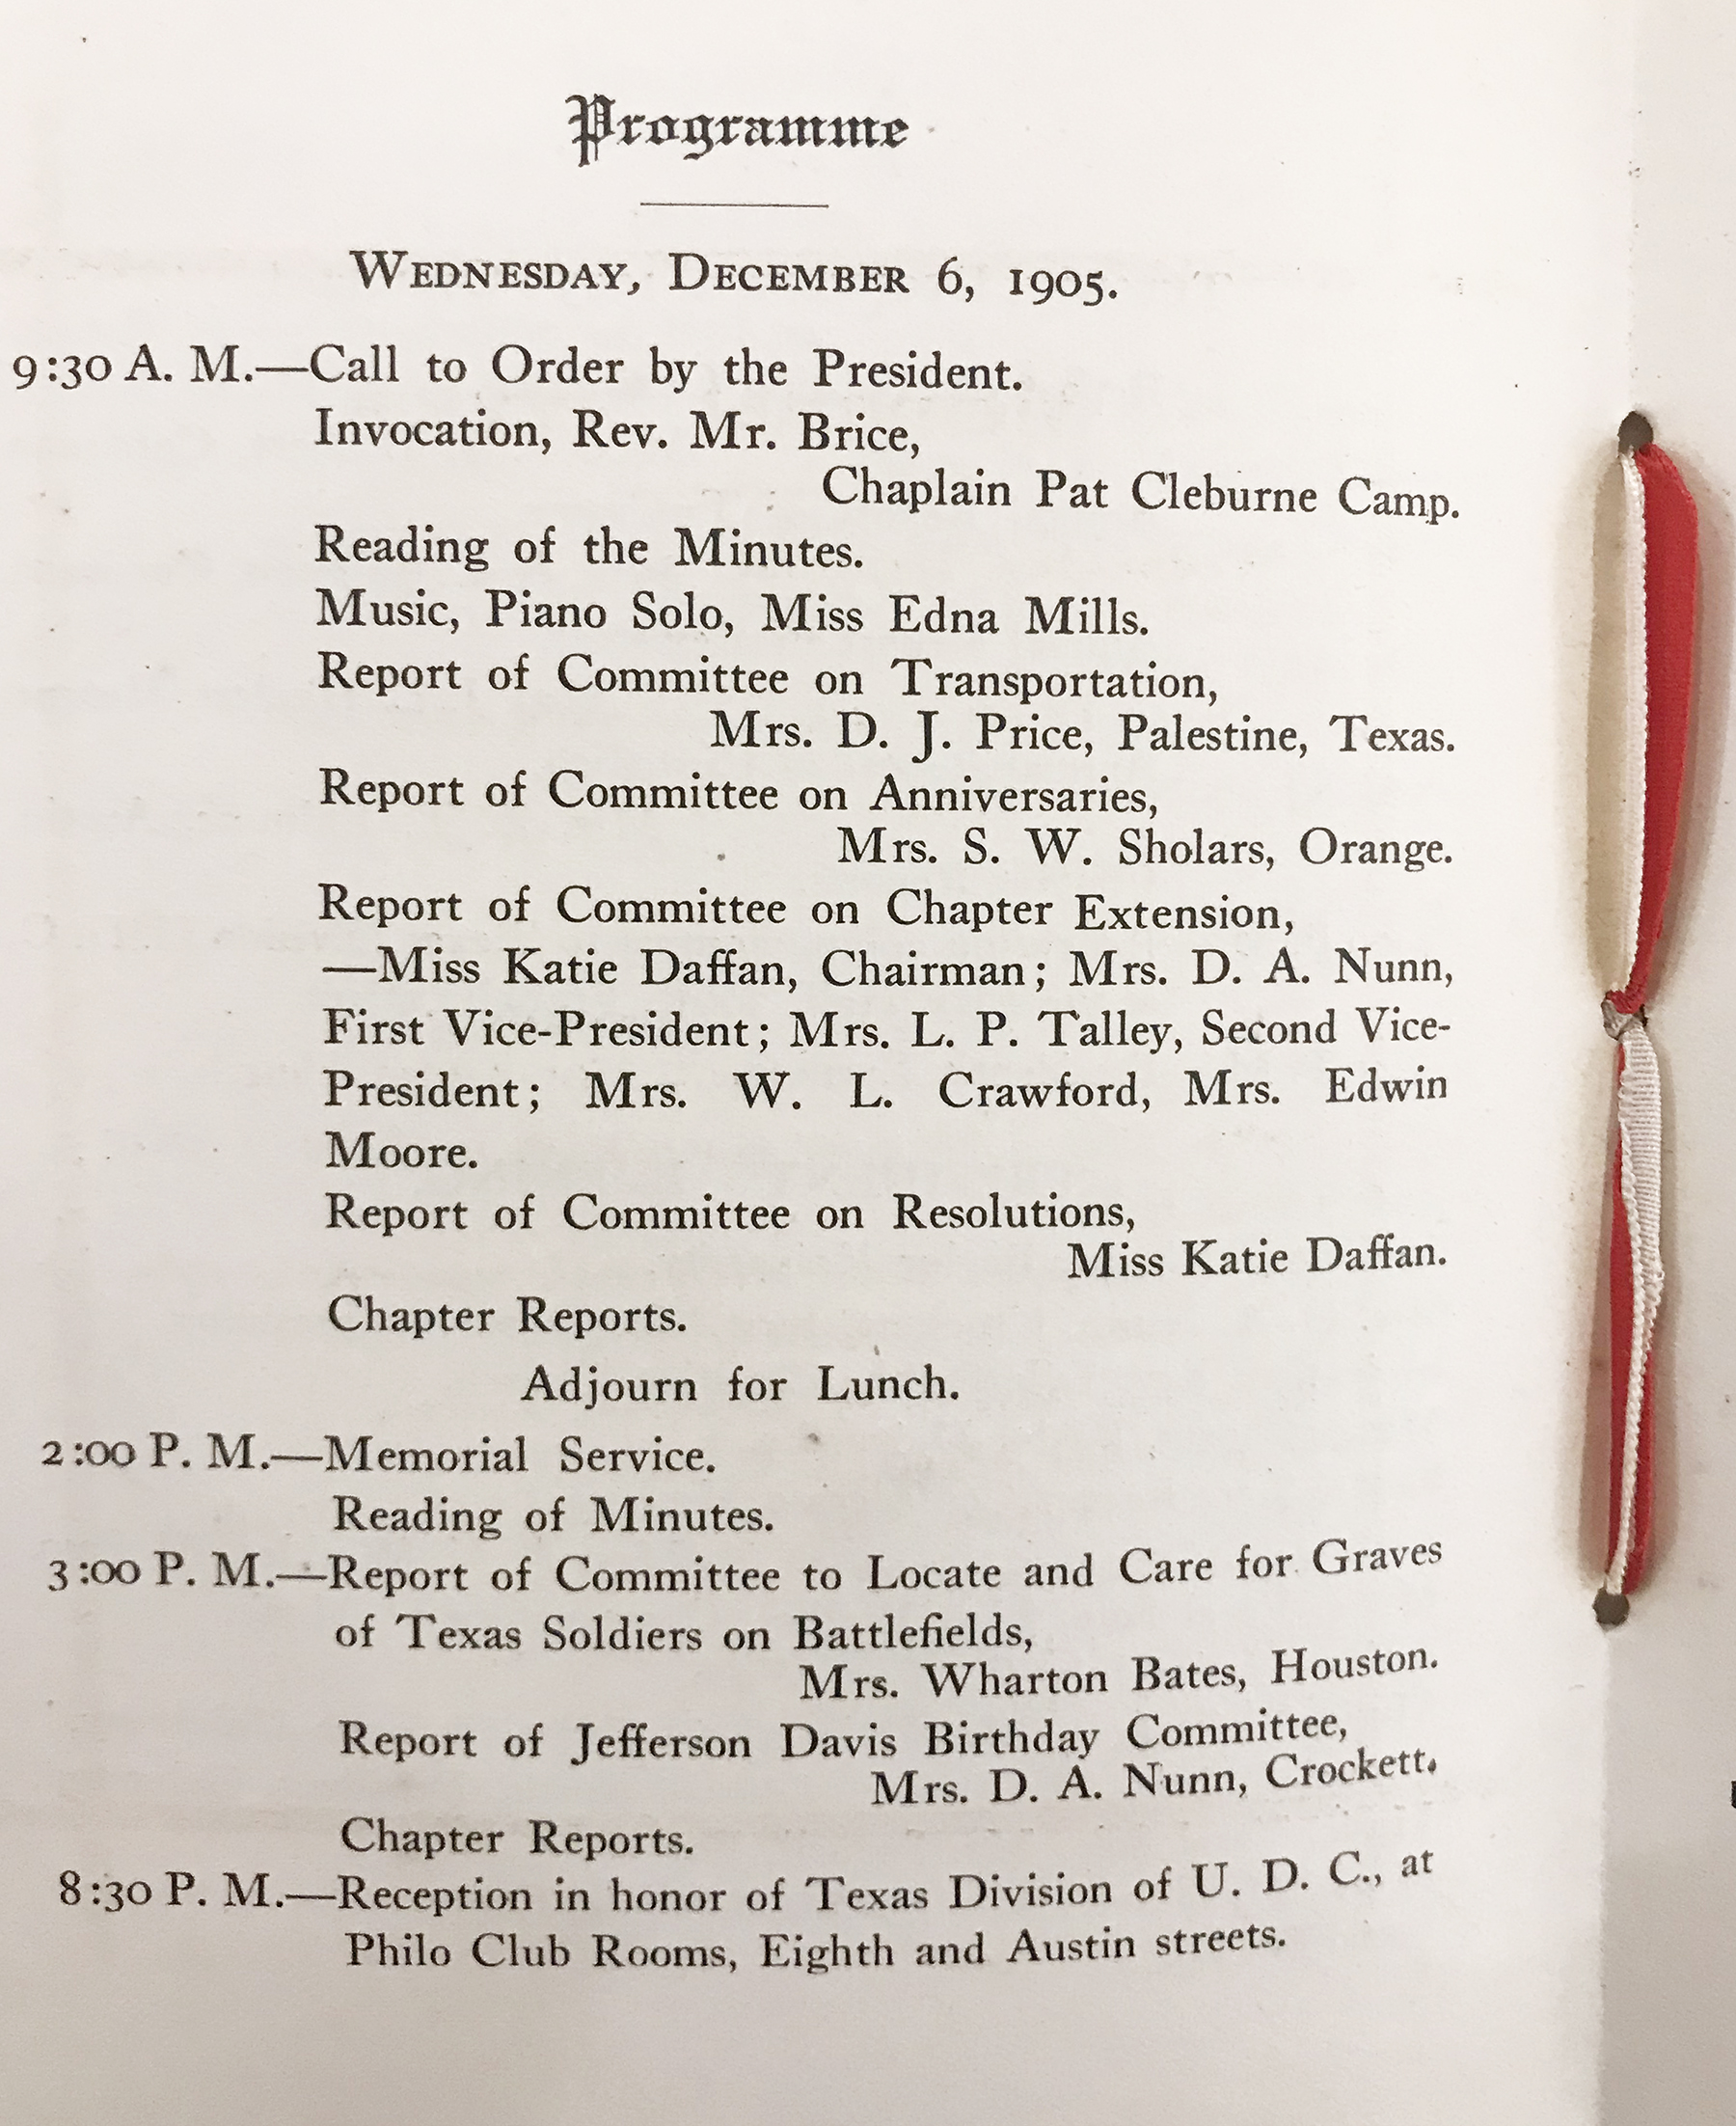 Programme
WEDNESDAY, DECEMBER 6, 1905.
9:30 A. M.—Call to Order by the President.
Invocation, Rev. Mr. Brice,
Chaplain Pat Cleburne Camp.
Reading of the Minutes.
Music, Piano Solo, Miss Edna Mills.
Report of Committee on Transportation,
Mrs. D. J. Price, Palestine, Texas.
Report of Committee on Anniversaries,
Mrs. S. W. Sholars, Orange.
Report of Committee on Chapter Extension,
—Miss Katie Daffan, Chairman; Mrs. D. A. Nunn,
First Vice-President; Mrs. L. P. Talley, Second Vice-
President; Mrs. W. L. Crawford, Mrs. Edwin
Moore.
Report of Committee on Resolutions,
Miss Katie Daffan.
Chapter Reports.
Adjourn for Lunch.
2:00 P. M.—Memorial Service.
Reading of Minutes.
3:00 P. M.—Report of Committee to Locate and Care for Graves
of Texas Soldiers on Battlefields,
Mrs. Wharton Bates, Houston.
Report of Jefferson Davis Birthday Committee,
Mrs. D. A. Nunn, Crockett.
Chapter Reports.
8:30 P. M.—Reception in honor of Texas Division of U. D. C., at
Philo Club Rooms, Eighth and Austin streets.